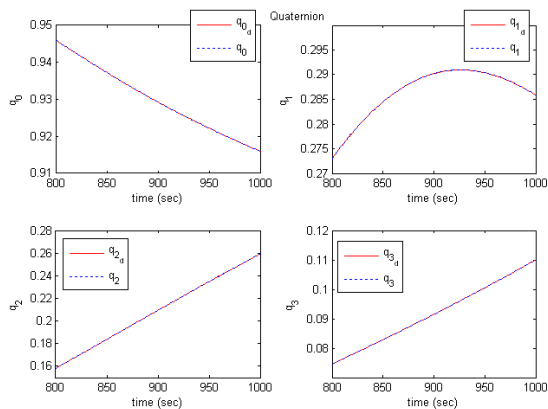 Quaternion
0.95
0.94
0.93
0.92
0.91
q0
800 850 900 950 1000
time (sec)
q0d
q0
0.295
0.29
0.285
0.28
0.275
0.27
q1
800 850 900 950 1000
time (sec)
q1d
q1
0.28
0.26
0.24
0.22
0.2
0.18
0.16
q2
800 850 900 950 1000
time (sec)
q2d
q2
0.12
0.11
0.1
0.09
0.08
q3
800 850 900 950 1000
time (sec)
q3d
q3